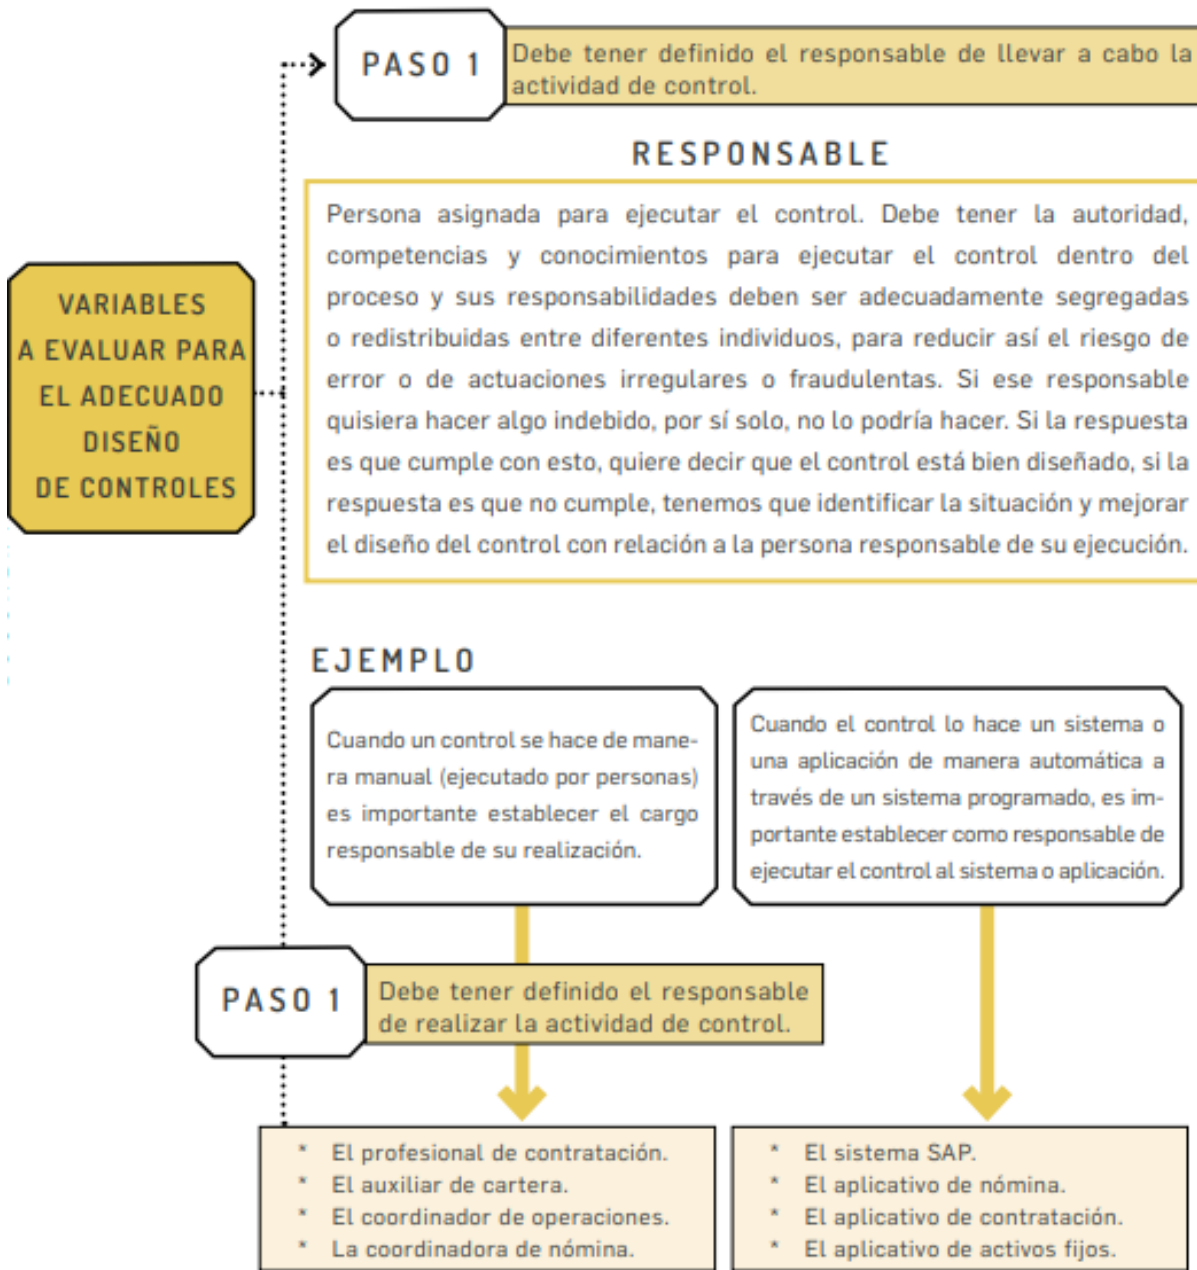 PASO 1
Debe tener definido el responsable de llevar a cabo la
actividad de control.
RESPONSABLE
Persona asignada para ejecutar el control. Debe tener la autoridad,
competencias y conocimientos para ejecutar el control dentro del
proceso y sus responsabilidades deben ser adecuadamente segregadas
o redistribuidas entre diferentes individuos, para reducir así el riesgo de
error o de actuaciones irregulares o fraudulentas. Si ese responsable
quisiera hacer algo indebido, por sí solo, no lo podría hacer. Si la respuesta
es que cumple con esto, quiere decir que el control está bien diseñado, si la
respuesta es que no cumple, tenemos que identificar la situación y mejorar
el diseño del control con relación a la persona responsable de su ejecución.
VARIABLES
A EVALUAR PARA
EL ADECUADO
DISEÑO
DE CONTROLES
EJEMPLO
Cuando un control se hace de mane-
ra manual (ejecutado por personas)
es importante establecer el cargo
responsable de su realización.
Cuando el control lo hace un sistema o
una aplicación de manera automática a
través de un sistema programado, es im-
portante establecer como responsable de
ejecutar el control al sistema o aplicación.
PASO 1
Debe tener definido el responsable
de realizar la actividad de control.
* El profesional de contratación.
* El auxiliar de cartera.
* El coordinador de operaciones.
* La coordinadora de nómina.
* El sistema SAP.
* El aplicativo de nómina.
* El aplicativo de contratación.
* El aplicativo de activos fijos.